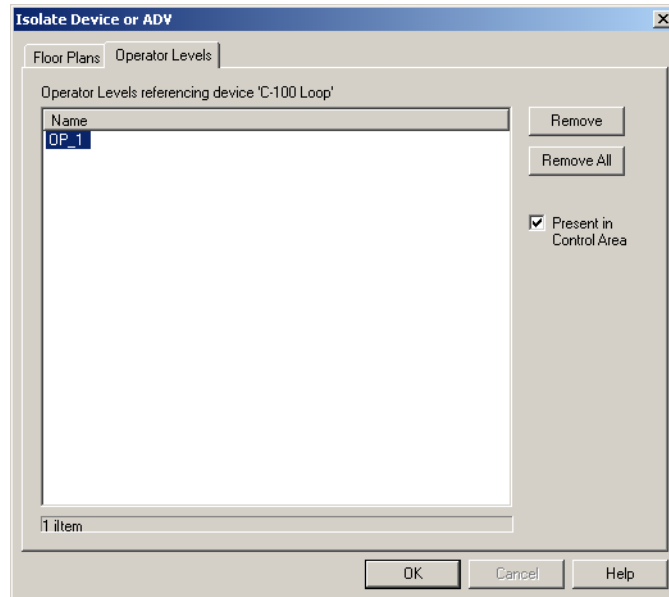 Isolate Device or ADV
Floor Plans
Operator Levels
Operator Levels referencing device 'C-100 Loop'
Name
OP_1
Remove
Remove All
Present in
Control Area
1 iItem
OK
Cancel
Help